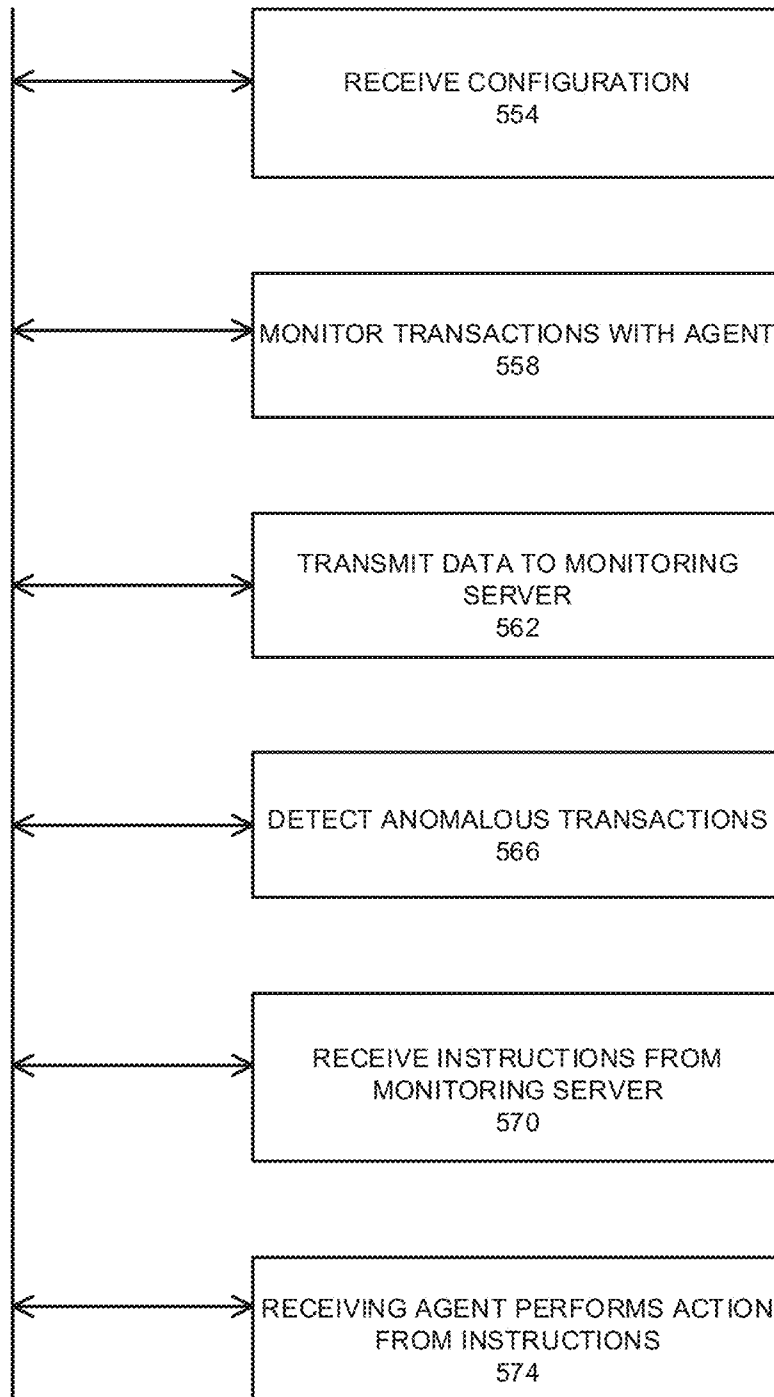 RECEIVE CONFIGURATION
554
MONITOR TRANSACTIONS WITH AGENT
558
TRANSMIT DATA TO MONITORING
SERVER
562
DETECT ANOMALOUS TRANSACTIONS
566
RECEIVE INSTRUCTIONS FROM
MONITORING SERVER
570
RECEIVING AGENT PERFORMS ACTION
FROM INSTRUCTIONS
574